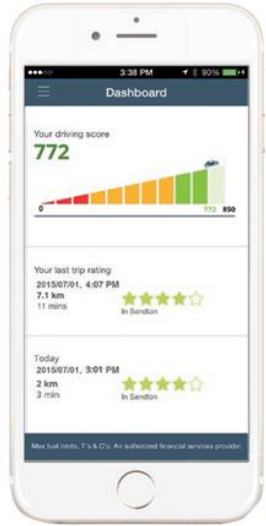 3:38 PM
90%
Dashboard
Your driving score
772
0 772 850
Your last trip rating
2015/07/01, 4:07 PM
7.1 km
11 mins
In Sandton
Today
2015/07/01, 3:01 PM
2 km
3 min
In Sandton
Max fuel limits, T's & C's. An authorized financial services provider